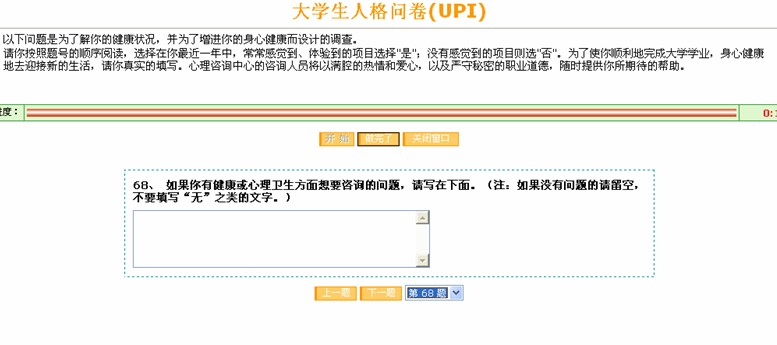 大学生人格问卷(UPI)
以下问题是为了解你的健康状况，并为了增进你的身心健康而设计的调查。
请你按照题号的顺序阅读，选择在你最近一年中，常常感觉到、体验到的项目选择"是"；没有感觉到的项目则选"否"。为了使你顺利地完成大学学业，身心健康
地去迎接新的生活，请你真实的填写。心理咨询中心的咨询人员将以满腔的热情和爱心，以及严守秘密的职业道德，随时提供你所期待的帮助。
进度： 0:
开 始 做完了 关闭窗口
68、 如果你有健康或心理卫生方面想要咨询的问题，请写在下面。（注：如果没有问题的请留空，
不要填写“无”之类的文字。）
上一题 下一题 第 68 题